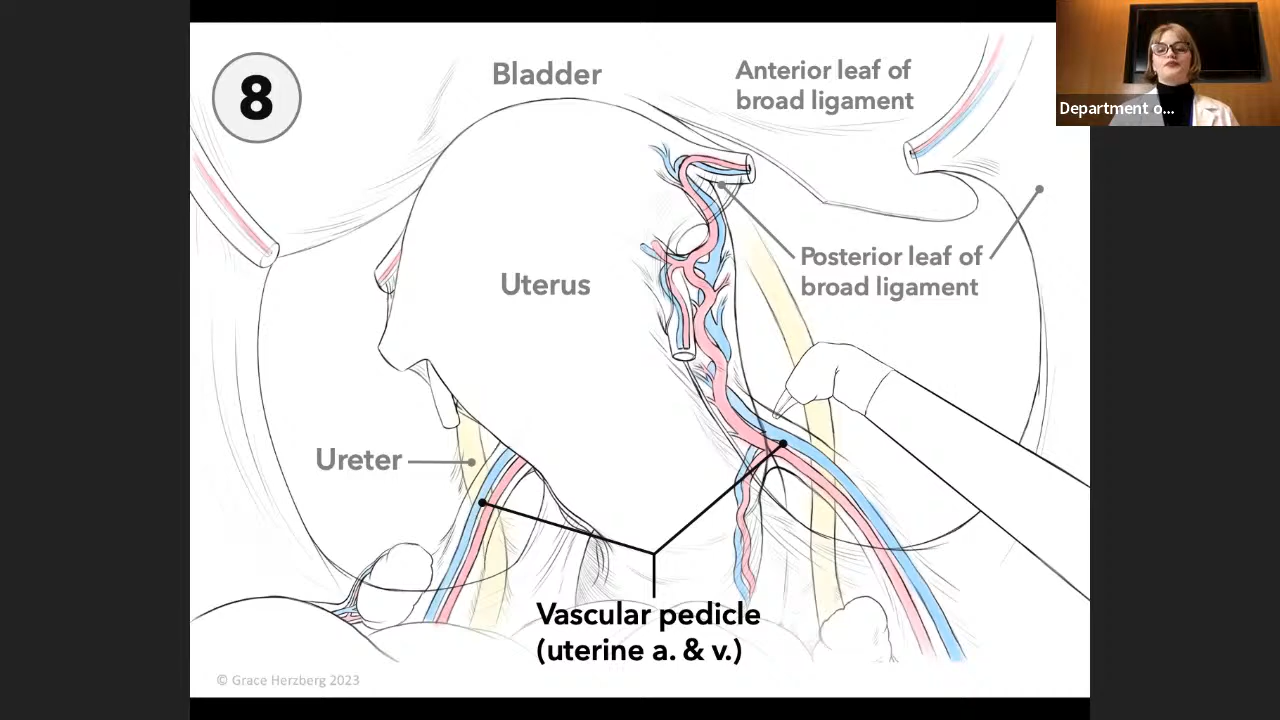 8
Bladder
Anterior leaf of
broad ligament
Department o...
Uterus
Posterior leaf of
broad ligament
Ureter
Vascular pedicle
(uterine a. & v.)
© Grace Herzberg 2023